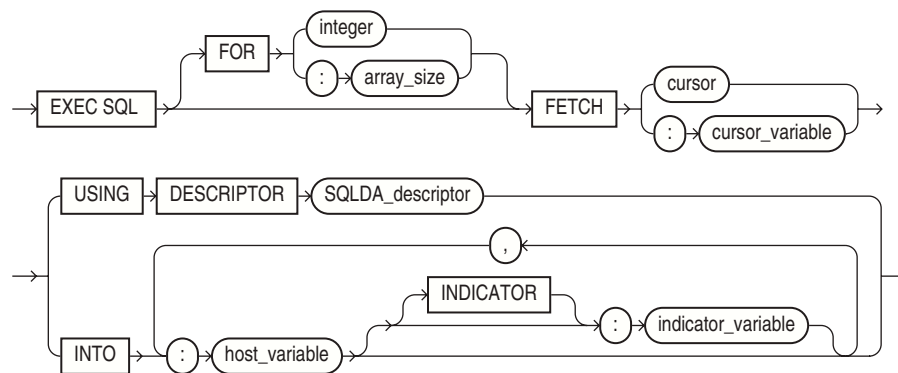 integer
FOR
: array_size
EXEC SQL
FETCH
cursor
: cursor_variable
USING DESCRIPTOR SQLDA_descriptor
,
INDICATOR
: indicator_variable
INTO : host_variable